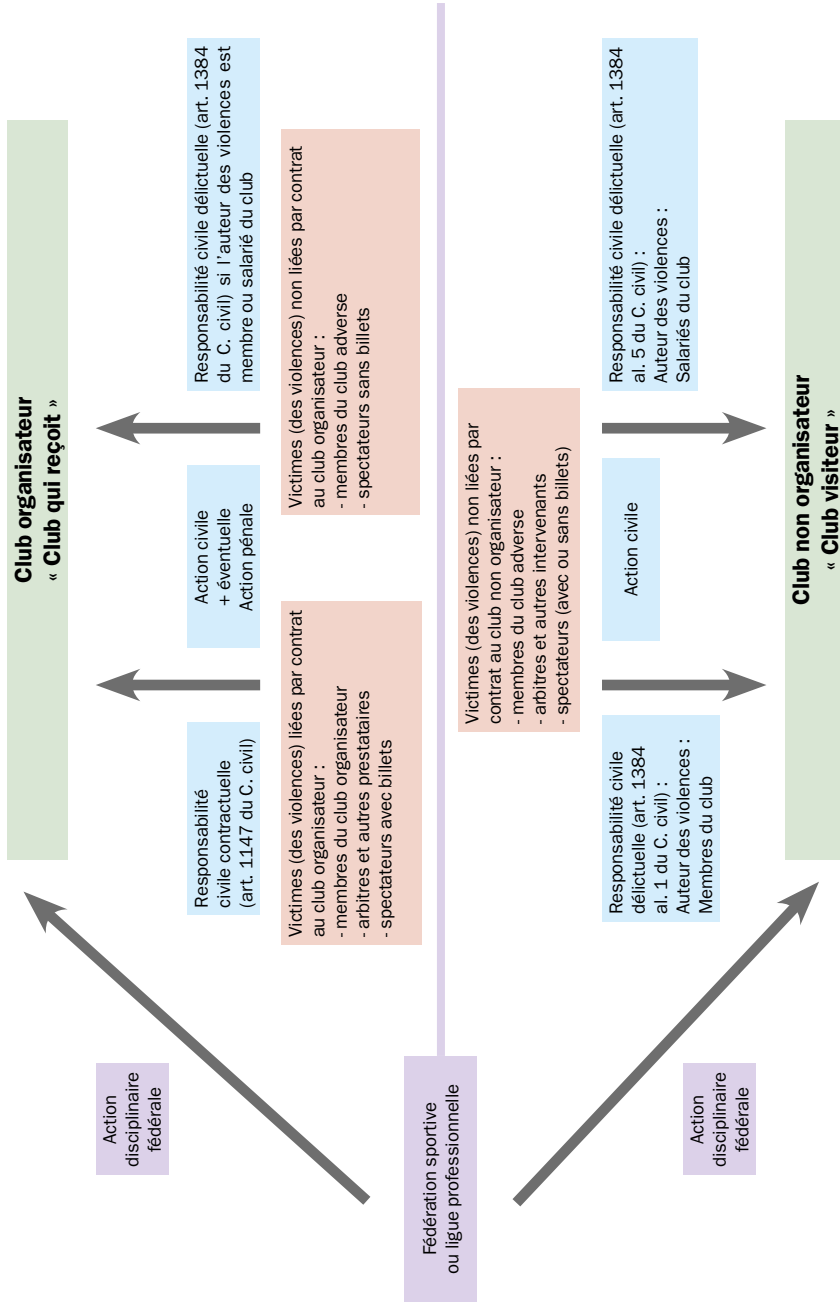 Club organisateur
« Club qui reçoit »
Responsabilité
civile contractuelle
(art. 1147 du C. civil)
Action civile
+ éventuelle
Action pénale
Responsabilité civile délictuelle (art. 1384
du C. civil) si l'auteur des violences est
membre ou salarié du club
Action
disciplinaire
fédérale
Victimes (des violences) liées par contrat
au club organisateur :
- membres du club organisateur
- arbitres et autres prestataires
- spectateurs avec billets
Victimes (des violences) non liées par contrat
au club organisateur :
- membres du club adverse
- spectateurs sans billets
Fédération sportive
ou ligue professionnelle
Victimes (des violences) non liées par
contrat au club non organisateur :
- membres du club adverse
- arbitres et autres intervenants
- spectateurs (avec ou sans billets)
Action
disciplinaire
fédérale
Responsabilité civile
délictuelle (art. 1384
al. 1 du C. civil) :
Auteur des violences :
Membres du club
Action civile
Responsabilité civile délictuelle (art. 1384
al. 5 du C. civil) :
Auteur des violences :
Salariés du club
Club non organisateur
« Club visiteur »